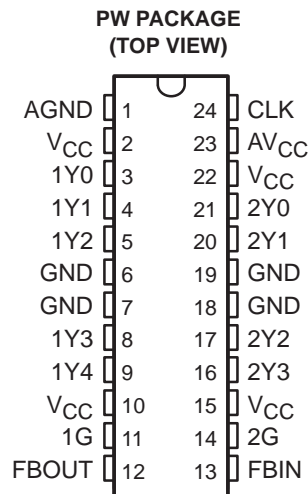 PW PACKAGE
(TOP VIEW)
AGND 1 24 CLK
VCC 2 23 AVCC
1Y0 3 22 VCC
1Y1 4 21 2Y0
1Y2 5 20 2Y1
GND 6 19 GND
GND 7 18 GND
1Y3 8 17 2Y2
1Y4 9 16 2Y3
VCC 10 15 VCC
1G 11 14 2G
FBOUT 12 13 FBIN